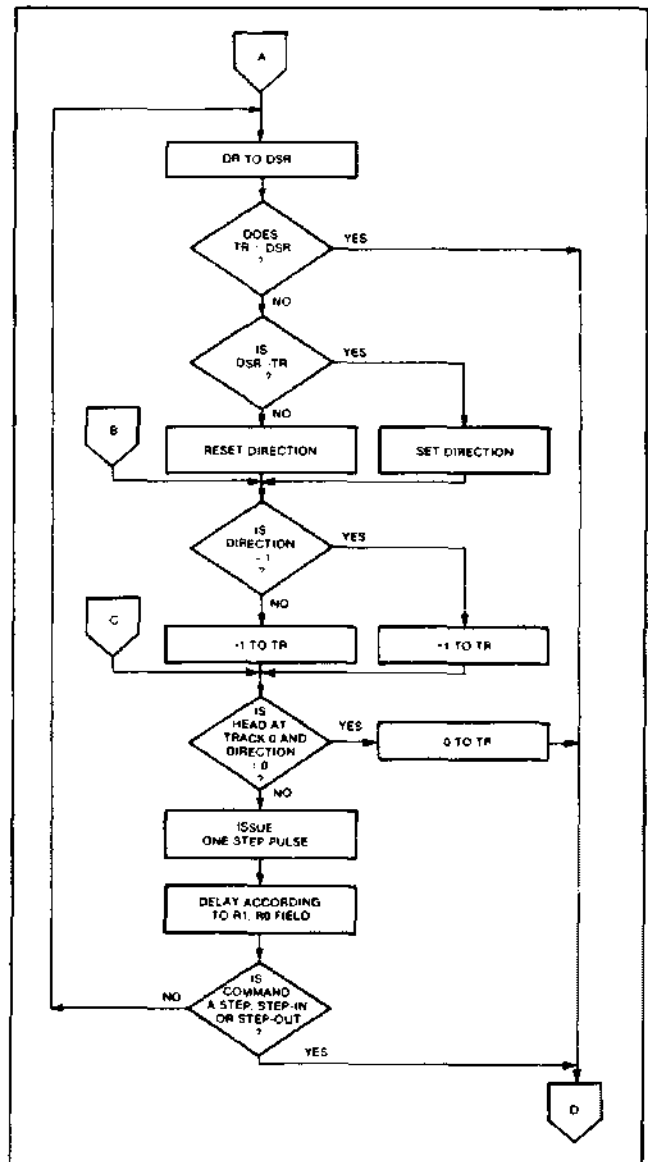 A
DR TO DSR
DOES
TR : DSR
?
YES
NO
IS
DSR TR
?
YES
NO
B
RESET DIRECTION
SET DIRECTION
IS
DIRECTION
1
?
YES
NO
C
-1 TO TR
-1 TO TR
IS
HEAD AT
TRACK 0 AND
DIRECTION
0
?
YES
0 TO TR
NO
ISSUE
ONE STEP PULSE
DELAY ACCORDING
TO R1, R0 FIELD
IS
COMMAND
A STEP, STEP-IN
OR STEP-OUT
?
NO
YES
D